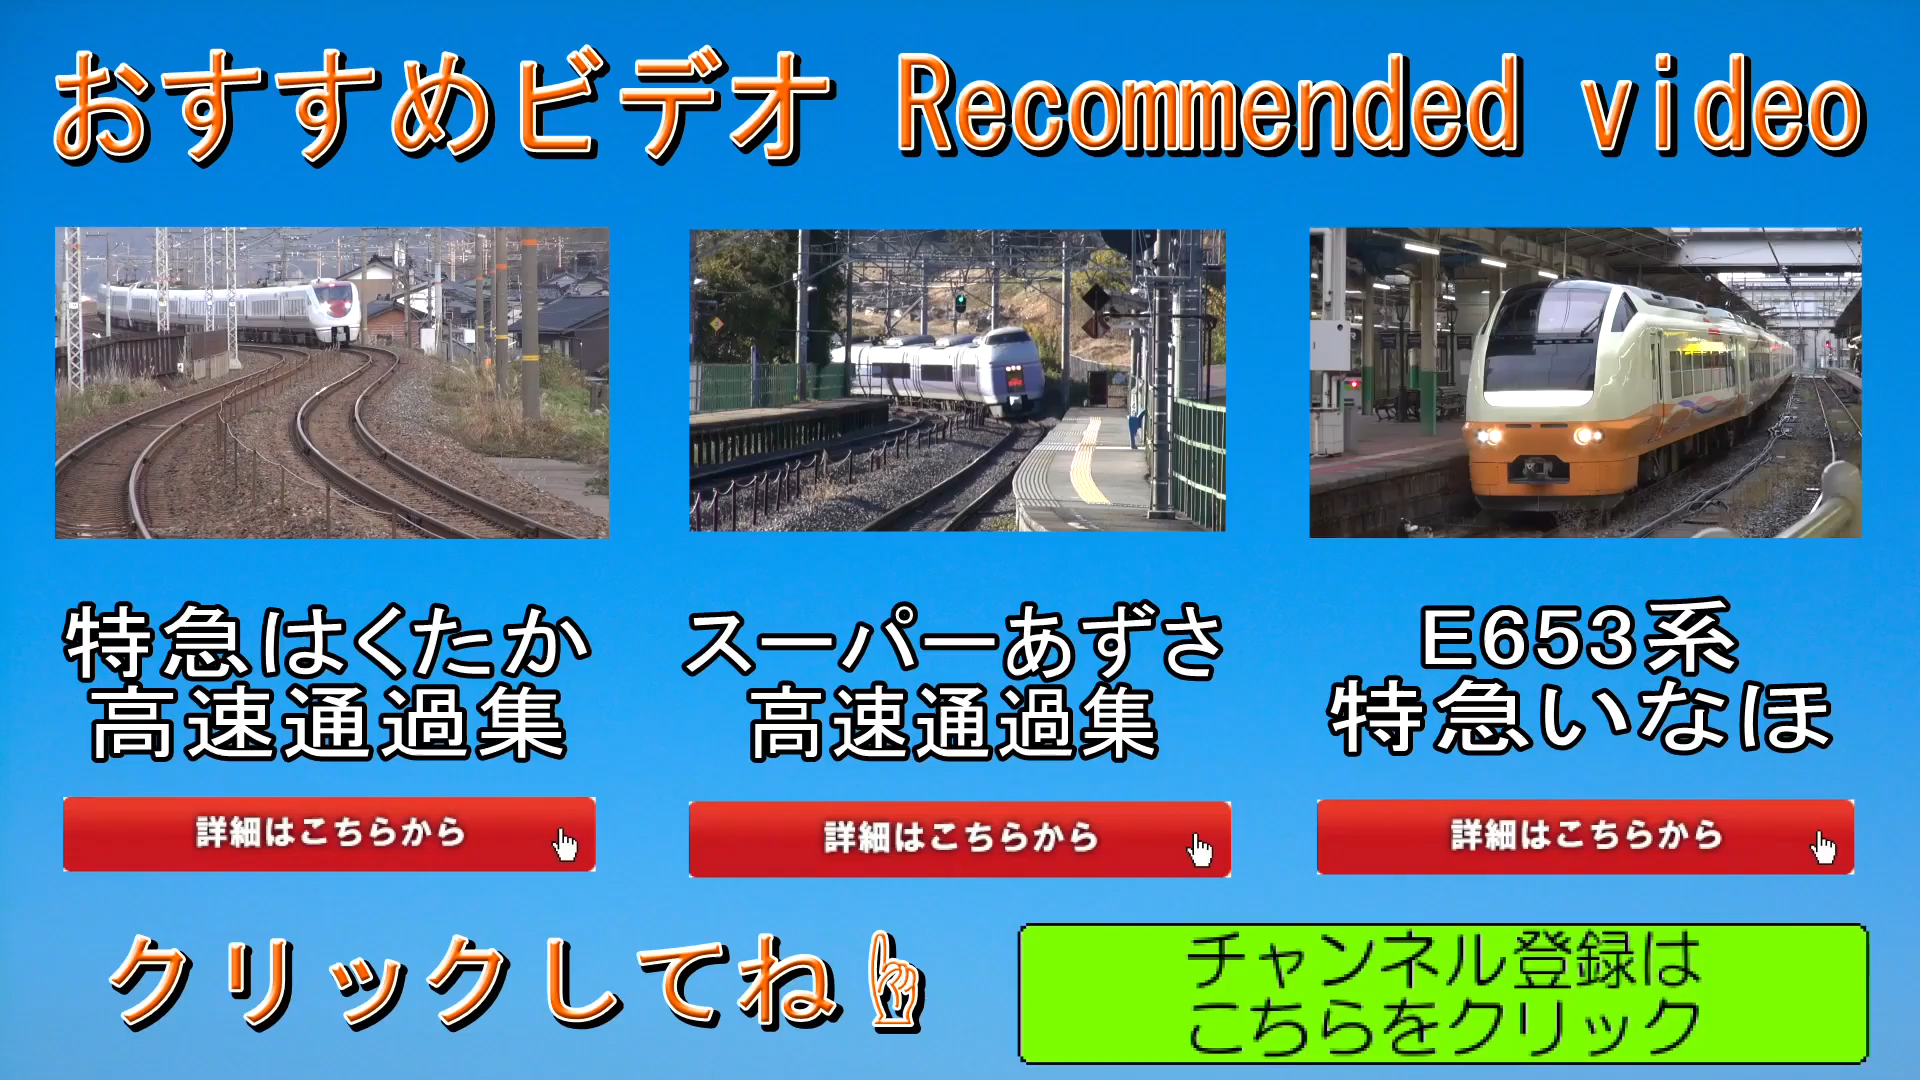 おすすめビデオ Recommended video
特急はくたか
高速通過集
スーパーあずさ
高速通過集
E653系
特急いなほ
詳細はこちらから
詳細はこちらから
詳細はこちらから
クリックしてね☝
チャンネル登録は
こちらをクリック